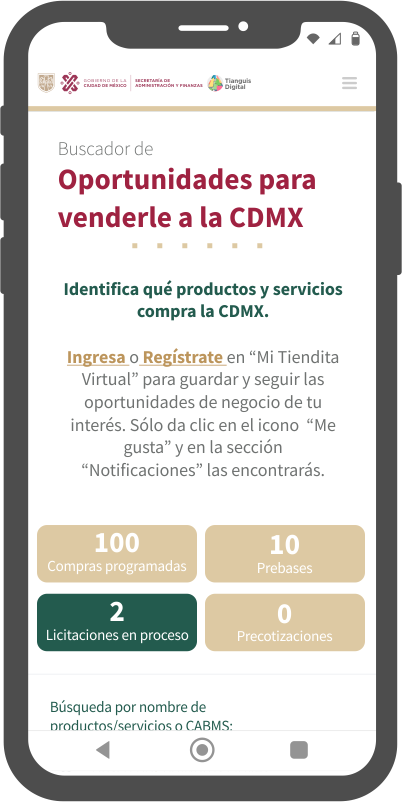 GOBIERNO DE LA
CIUDAD DE MÉXICO
SECRETARÍA DE
ADMINISTRACIÓN Y FINANZAS
Tianguis
Digital
Buscador de
Oportunidades para
venderle a la CDMX
Identifica qué productos y servicios
compra la CDMX.
Ingresa o Regístrate en “Mi Tiendita
Virtual” para guardar y seguir las
oportunidades de negocio de tu
interés. Sólo da clic en el icono “Me
gusta” y en la sección
“Notificaciones” las encontrarás.
100
Compras programadas
10
Prebases
2
Licitaciones en proceso
0
Precotizaciones
Búsqueda por nombre de
productos/servicios o CABMS: